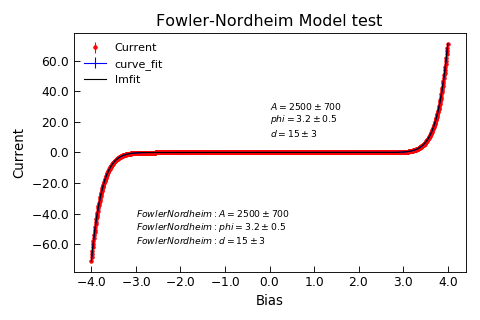 Fowler-Nordheim Model test
Current
curve_fit
lmfit
A = 2500 ± 700
phi = 3.2 ± 0.5
d = 15 ± 3
FowlerNordheim: A = 2500 ± 700
FowlerNordheim: phi = 3.2 ± 0.5
FowlerNordheim: d = 15 ± 3
60.0
40.0
20.0
0.0
−20.0
−40.0
−60.0
Current
−4.0 −3.0 −2.0 −1.0 0.0 1.0 2.0 3.0 4.0
Bias